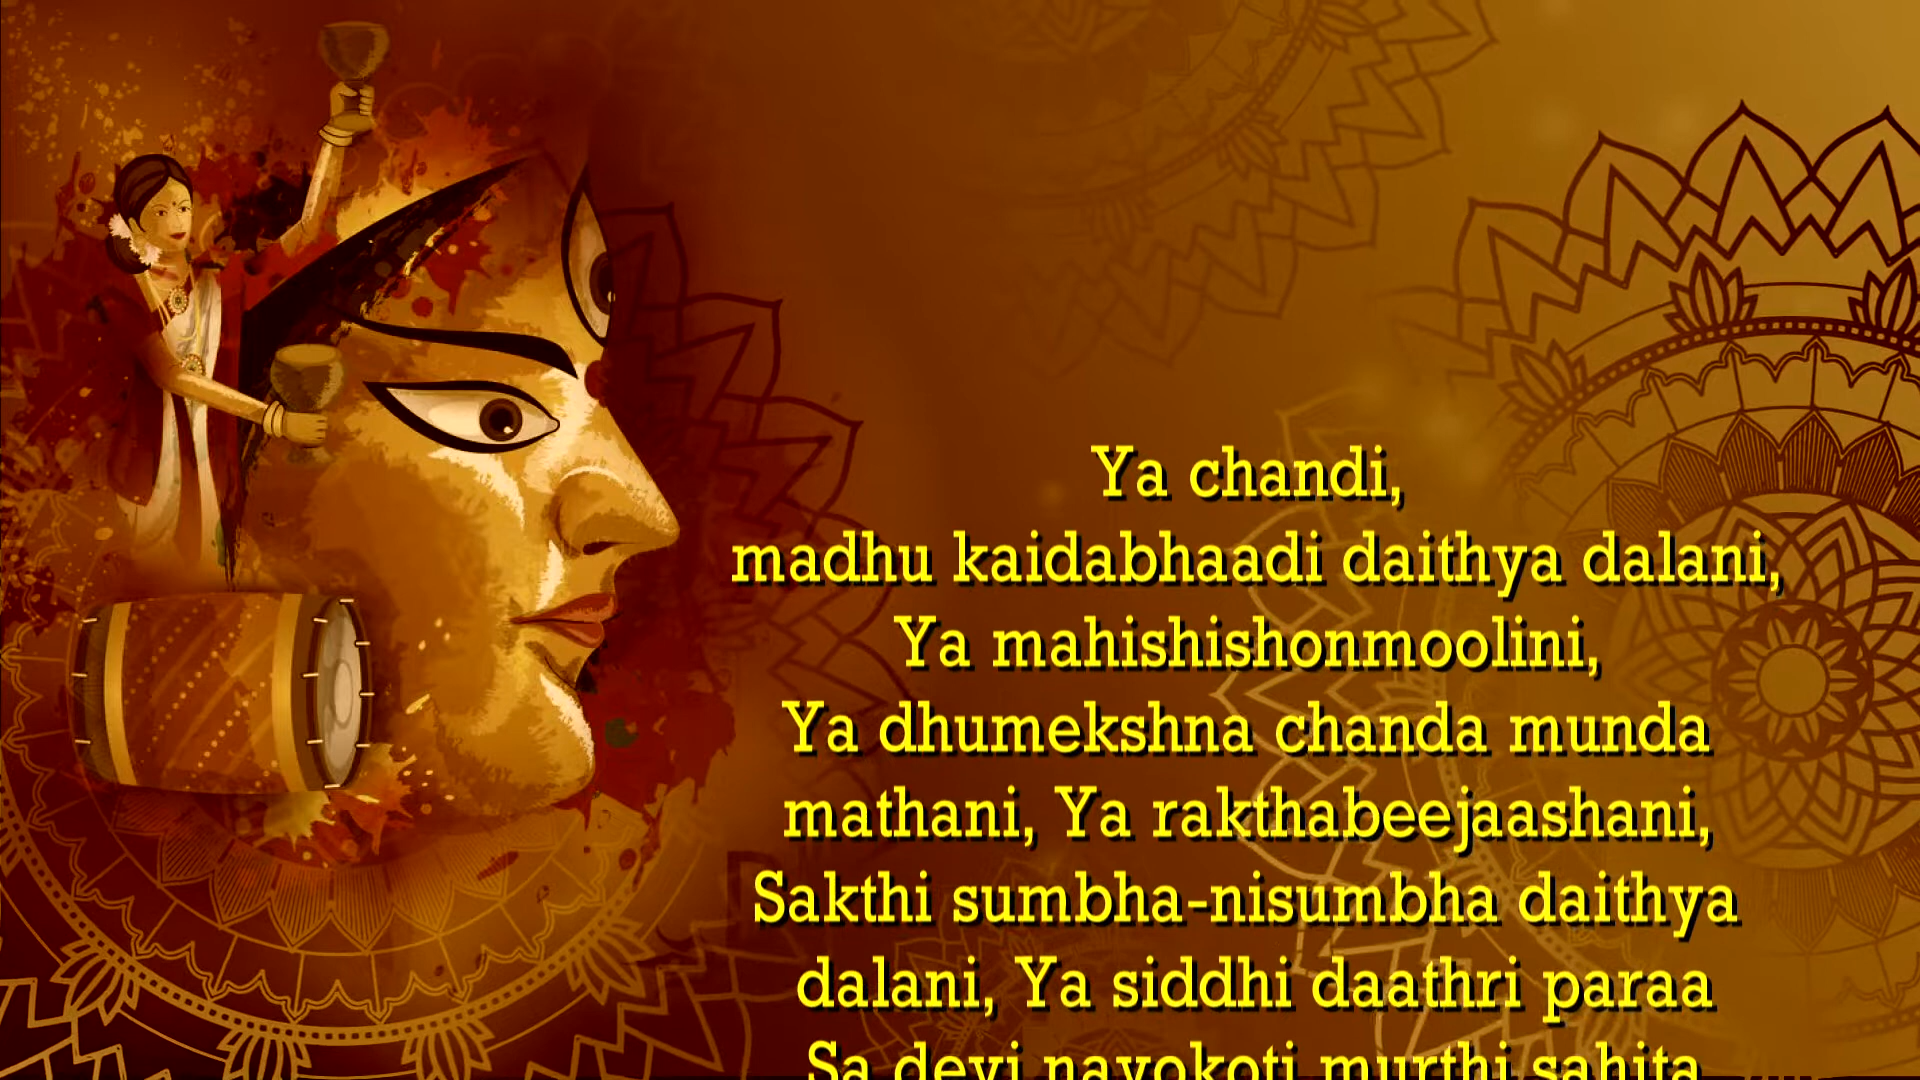 Ya chandi,
madhu kaidabhaadi daithya dalani,
Ya mahishishonmoolini,
Ya dhumekshna chanda munda
mathani, Ya rakthabeejaashani,
Sakthi sumbha-nisumbha daithya
dalani, Ya siddhi daathri paraa
Sa devi navokoti murthi sahita